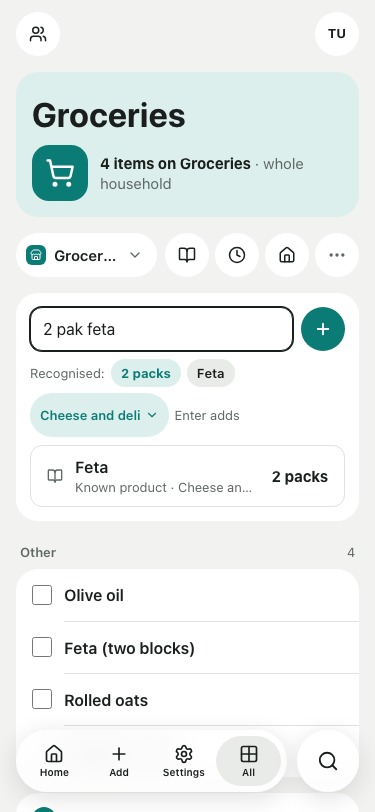 TU
Groceries
4 items on Groceries · whole
household
Grocer...
2 pak feta
Recognised: 2 packs Feta
Cheese and deli Enter adds
Feta
Known product · Cheese an...
2 packs
Other 4
Olive oil
Feta (two blocks)
Rolled oats
Home Add Settings All